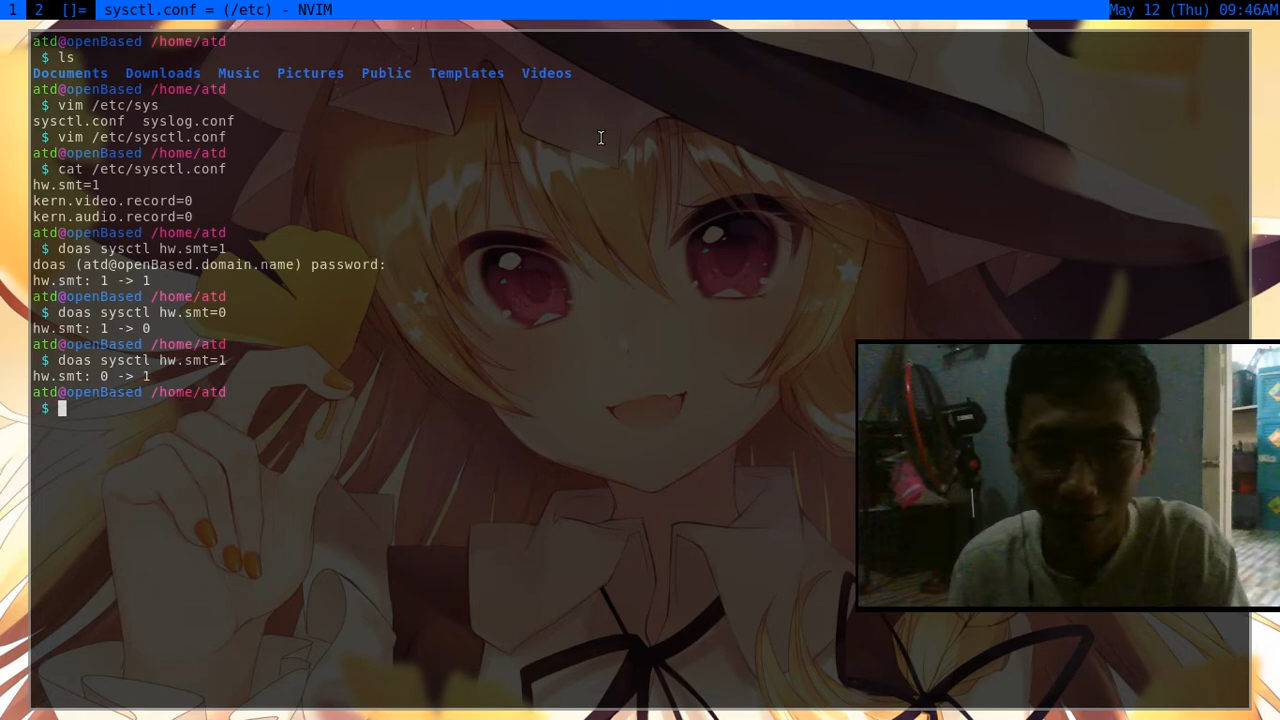 1 2 []= sysctl.conf = (/etc) - NVIM May 12 (Thu) 09:46AM
atd@openBased /home/atd
$ ls
Documents Downloads Music Pictures Public Templates Videos
atd@openBased /home/atd
$ vim /etc/sys
sysctl.conf syslog.conf
$ vim /etc/sysctl.conf
atd@openBased /home/atd
$ cat /etc/sysctl.conf
hw.smt=1
kern.video.record=0
kern.audio.record=0
atd@openBased /home/atd
$ doas sysctl hw.smt=1
doas (atd@openBased.domain.name) password:
hw.smt: 1 -> 1
atd@openBased /home/atd
$ doas sysctl hw.smt=0
hw.smt: 1 -> 0
atd@openBased /home/atd
$ doas sysctl hw.smt=1
hw.smt: 0 -> 1
atd@openBased /home/atd
$